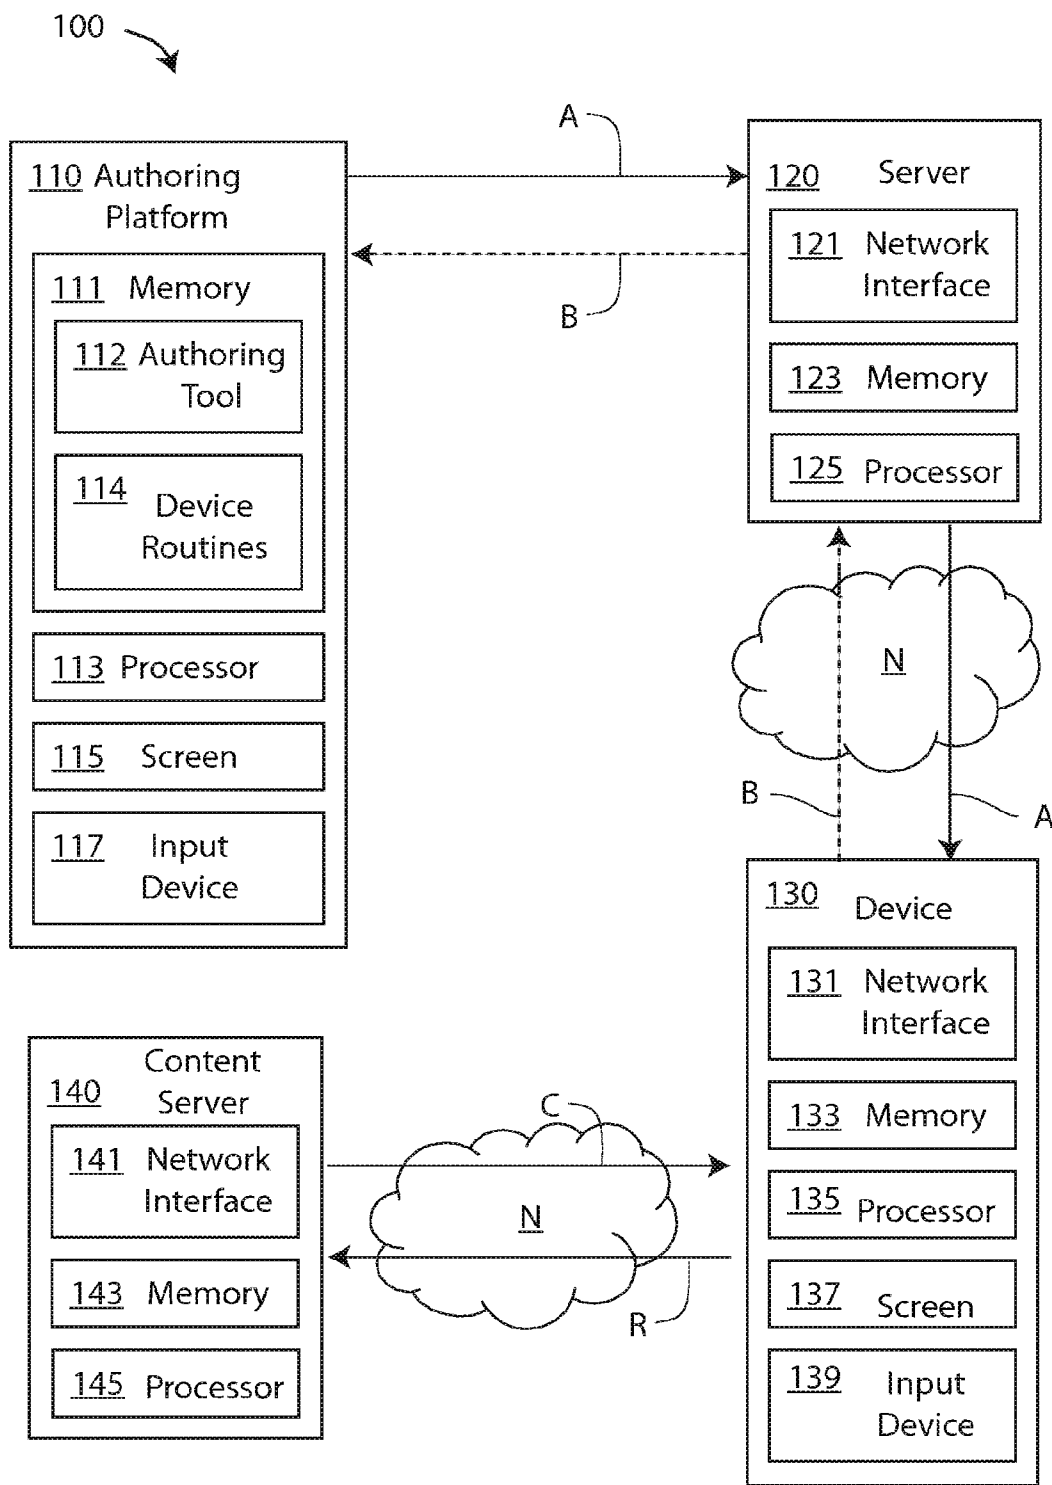 100
A
110 Authoring
Platform
111 Memory
112 Authoring
Tool
114 Device
Routines
113 Processor
115 Screen
117 Input
Device
B
120 Server
121 Network
Interface
123 Memory
125 Processor
N
B
A
130 Device
131 Network
Interface
133 Memory
135 Processor
137 Screen
139 Input
Device
140 Content
Server
141 Network
Interface
143 Memory
145 Processor
C
N
R